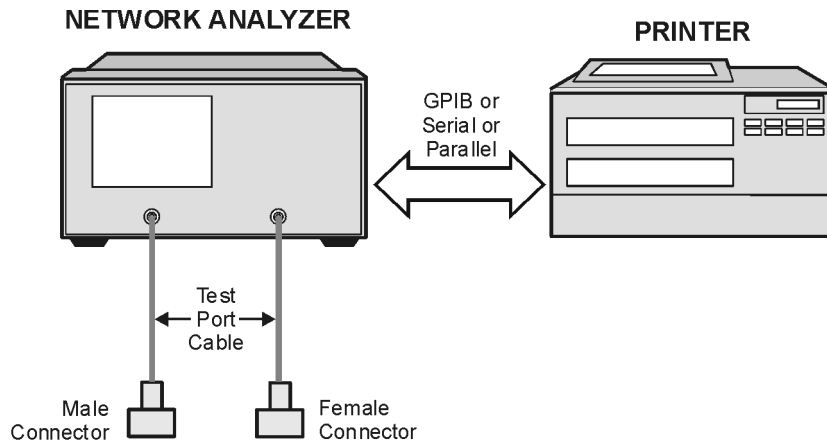 NETWORK ANALYZER
PRINTER
GPIB or
Serial or
Parallel
Test
Port
Cable
Male
Connector
Female
Connector